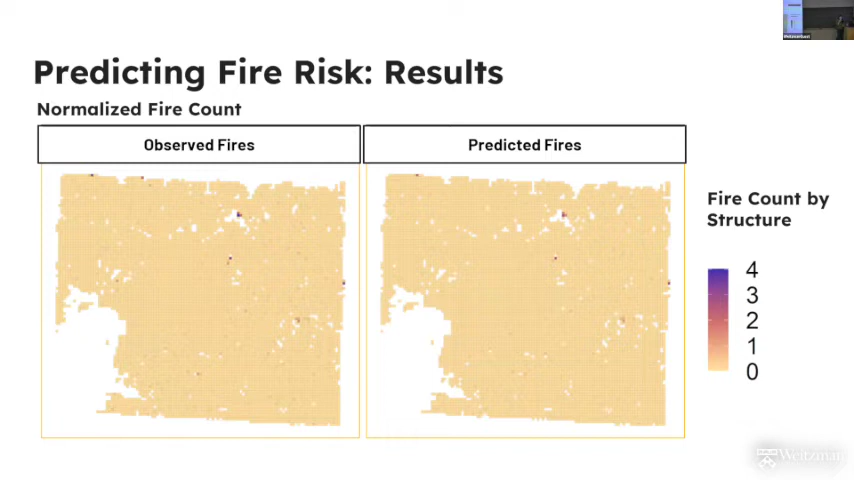 Predicting Fire Risk: Results
Normalized Fire Count
Observed Fires
Predicted Fires
Fire Count by
Structure
4
3
2
1
0
Weitzman